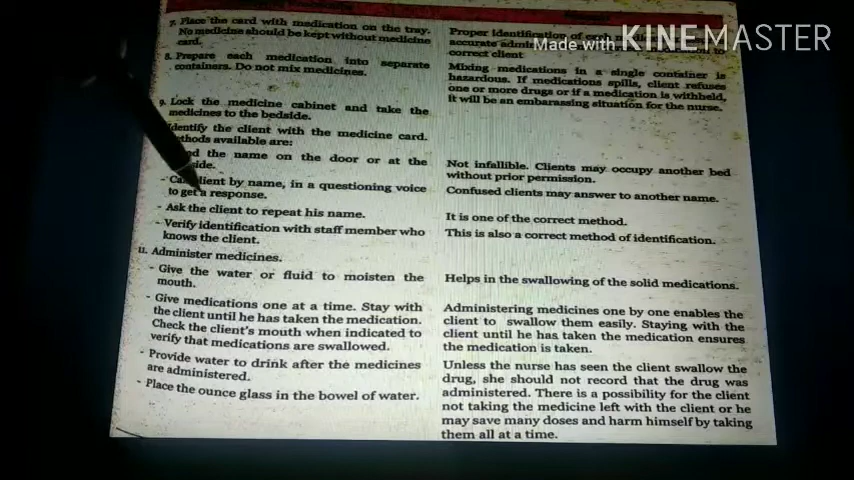 7. Place the card with medication on the tray.
No medicine should be kept without medicine
card.
8. Prepare each medication into separate
containers. Do not mix medicines.
9. Lock the medicine cabinet and take the
medicines to the bedside.
Identify the client with the medicine card.
available are:
the name on the door or at the
- client by name, in a questioning voice
to get a response.
- Ask the client to repeat his name.
- Verify identification with staff member who
knows the client.
11. Administer medicines.
- Give the water or fluid to moisten the
mouth.
- Give medications one at a time. Stay with
the client until he has taken the medication.
Check the client's mouth when indicated to
verify that medications are swallowed.
- Provide water to drink after the medicines
are administered.
- Place the ounce glass in the bowel of water.
Proper identification of
accurate
correct client
Mixing medications in a single container is
hazardous. If medications spills, client refuses
one or more drugs or if a medication is withheld,
it will be an embarassing situation for the nurse.
Not infallible. Clients may occupy another bed
without prior permission.
Confused clients may answer to another name.
It is one of the correct method.
This is also a correct method of identification.
Helps in the swallowing of the solid medications.
Administering medicines one by one enables the
client to swallow them easily. Staying with the
client until he has taken the medication ensures
the medication is taken.
Unless the nurse has seen the client swallow the
drug, she should not record that the drug was
administered. There is a possibility for the client
not taking the medicine left with the client or he
may save many doses and harm himself by taking
them all at a time.
Made with KINEMASTER